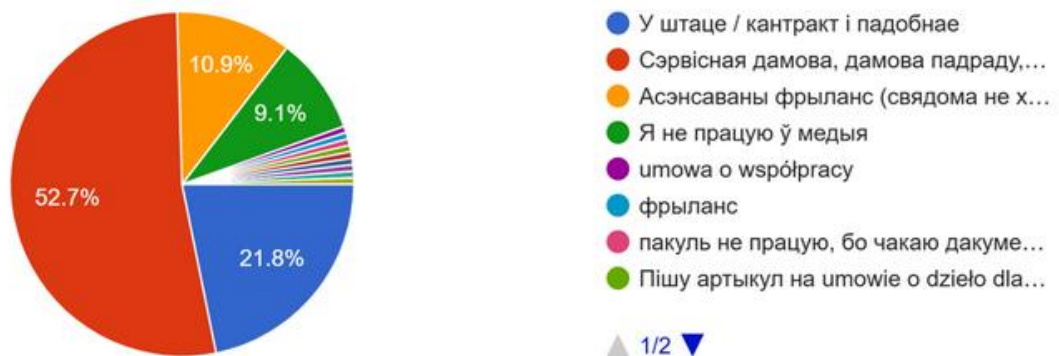 10.9%
9.1%
52.7%
21.8%
У штаце / кантракт і падобнае
Сэрвісная дамова, дамова падраду,...
Асэнсаваны фрыланс (свядома не х...
Я не працую ў медыя
umowa o współpracy
фрыланс
пакуль не працую, бо чакаю дакуме...
Пішу артыкул на umowie o dzieło dla...
1/2